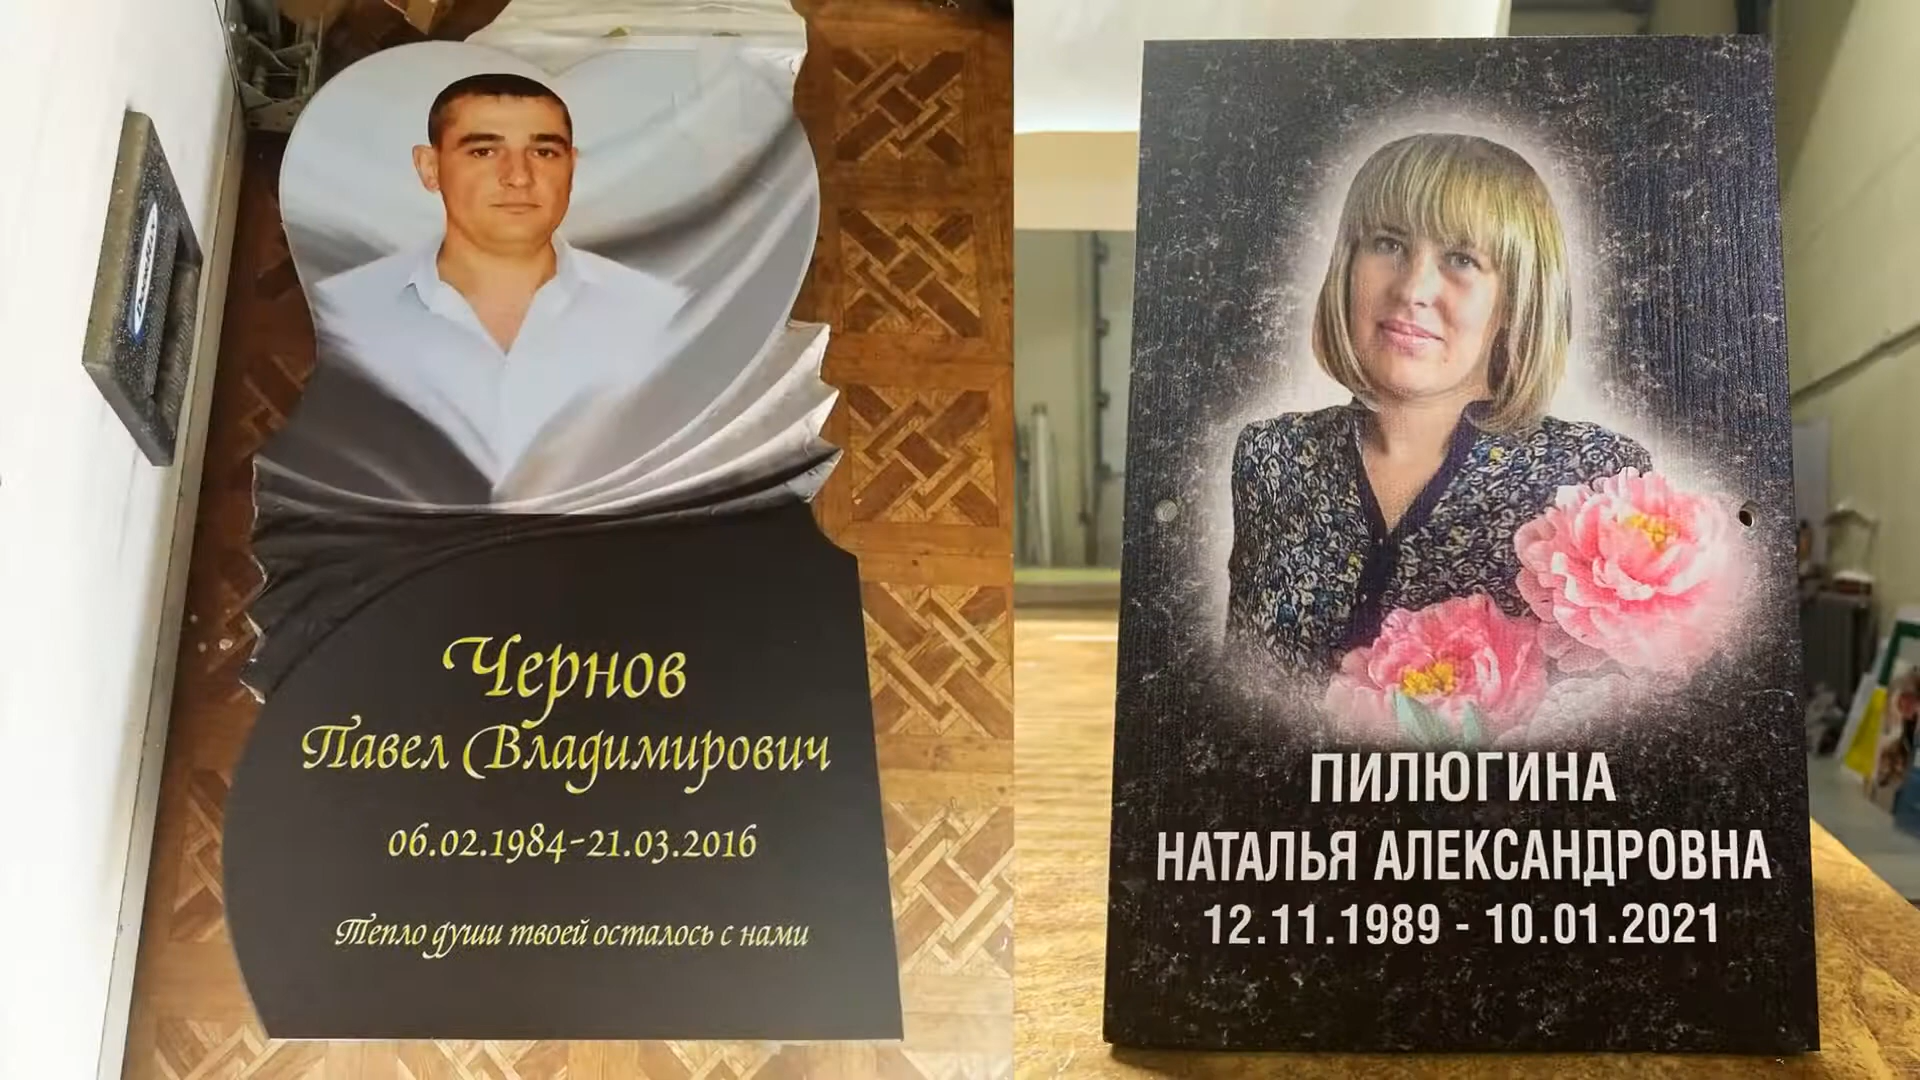 Чернов
Павел Владимирович
06.02.1984-21.03.2016
Тепло души твоей осталось с нами
ПИЛЮГИНА
НАТАЛЬЯ АЛЕКСАНДРОВНА
12.11.1989 - 10.01.2021